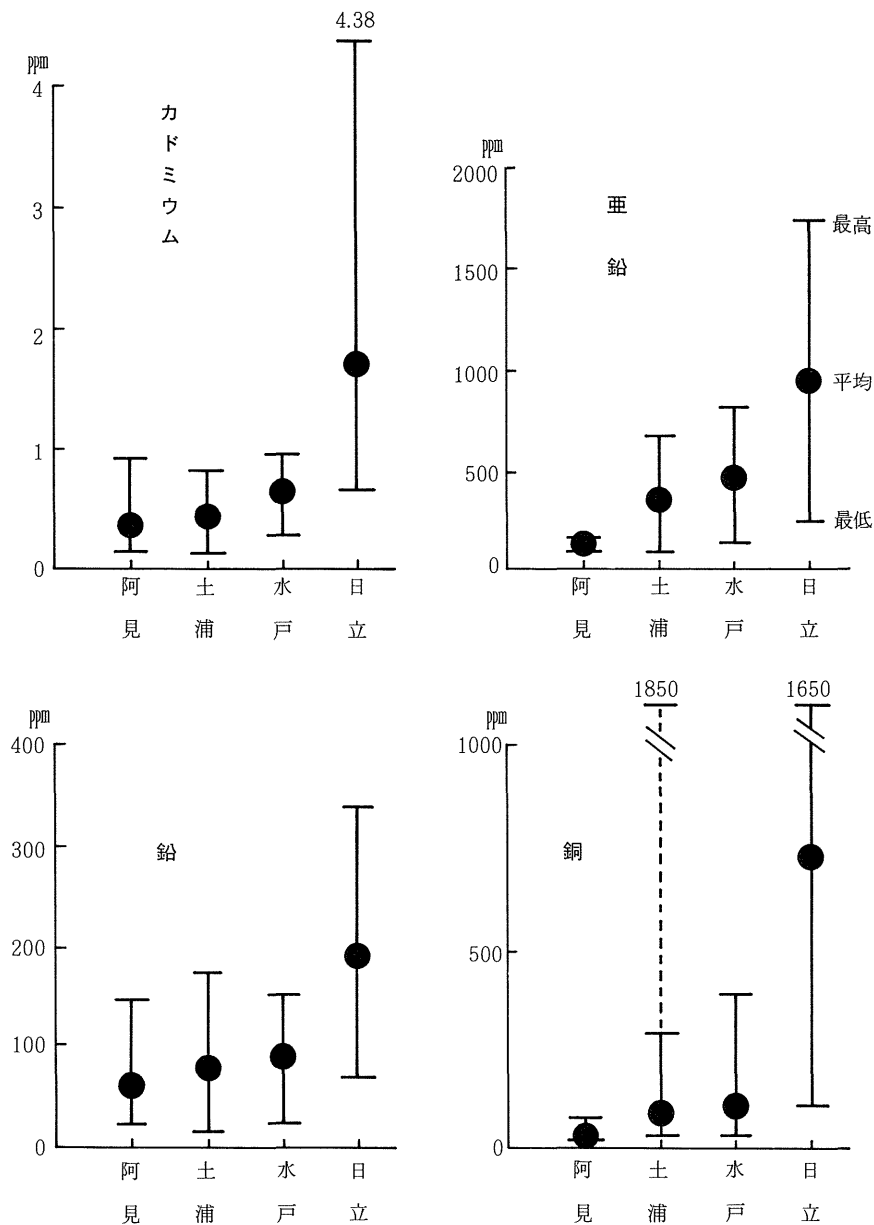 4.38
ppm
4
3
2
1
0
カドミウム
阿見
土浦
水戸
日立
ppm
2000
1500
1000
500
0
亜鉛
最高
平均
最低
阿見
土浦
水戸
日立
ppm
400
300
200
100
0
鉛
阿見
土浦
水戸
日立
1850
1650
ppm
1000
500
0
銅
阿見
土浦
水戸
日立